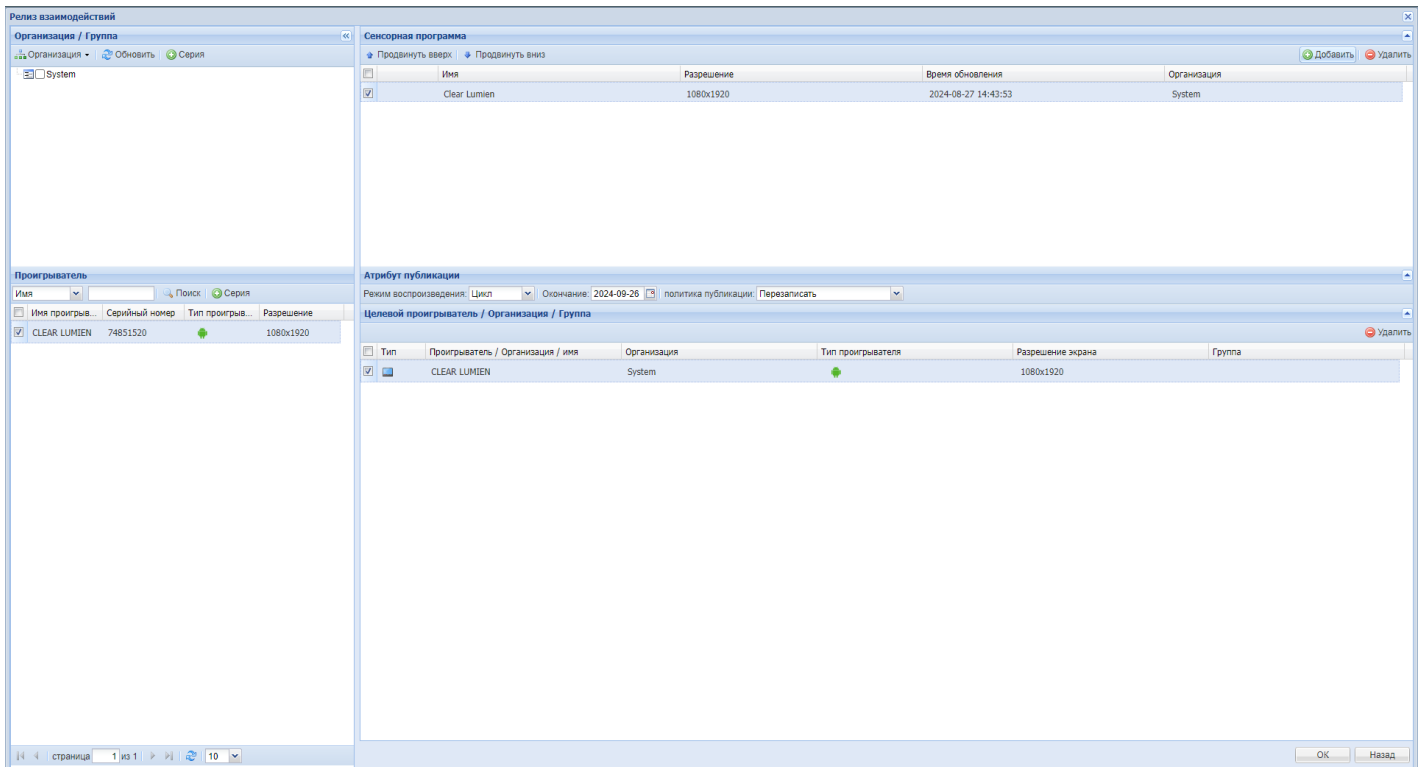 Релиз взаимодействий
Организация / Группа
Организация Обновить Серия
System
Проигрыватель
Имя Поиск Серия
Имя проигрыв... Серийный номер Тип проигрыв... Разрешение
CLEAR LUMIEN 74851520 1080x1920
страница 1 из 1 10
Сенсорная программа
Продвинуть вверх Продвинуть вниз Добавить Удалить
Имя Разрешение Время обновления Организация
Clear Lumien 1080x1920 2024-08-27 14:43:53 System
Атрибут публикации
Режим воспроизведения: Цикл Окончание: 2024-09-26 политика публикации: Перезаписать
Целевой проигрыватель / Организация / Группа
Удалить
Тип Проигрыватель / Организация / имя Организация Тип проигрывателя Разрешение экрана Группа
CLEAR LUMIEN System 1080x1920
OK Назад